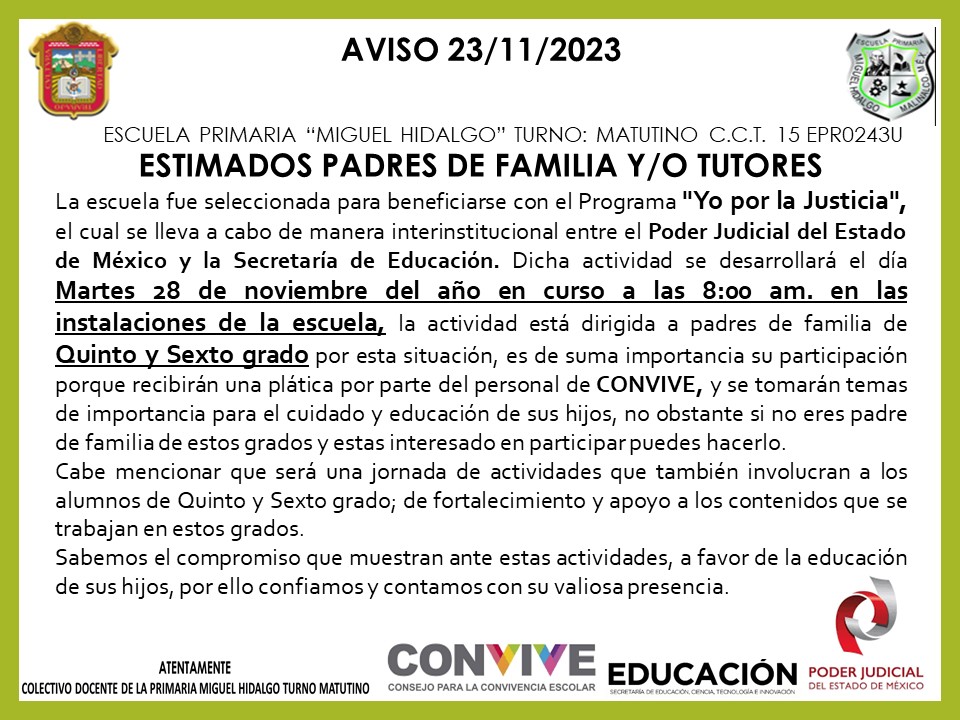 AVISO 23/11/2023
ESCUELA PRIMARIA MIGUEL HIDALGO MALINALCO MEX
ESCUELA PRIMARIA “MIGUEL HIDALGO” TURNO: MATUTINO C.C.T. 15 EPR0243U
ESTIMADOS PADRES DE FAMILIA Y/O TUTORES
La escuela fue seleccionada para beneficiarse con el Programa "Yo por la Justicia",
el cual se lleva a cabo de manera interinstitucional entre el Poder Judicial del Estado
de México y la Secretaría de Educación. Dicha actividad se desarrollará el día
Martes 28 de noviembre del año en curso a las 8:00 am. en las
instalaciones de la escuela, la actividad está dirigida a padres de familia de
Quinto y Sexto grado por esta situación, es de suma importancia su participación
porque recibirán una plática por parte del personal de CONVIVE, y se tomarán temas
de importancia para el cuidado y educación de sus hijos, no obstante si no eres padre
de familia de estos grados y estas interesado en participar puedes hacerlo.
Cabe mencionar que será una jornada de actividades que también involucran a los
alumnos de Quinto y Sexto grado; de fortalecimiento y apoyo a los contenidos que se
trabajan en estos grados.
Sabemos el compromiso que muestran ante estas actividades, a favor de la educación
de sus hijos, por ello confiamos y contamos con su valiosa presencia.
ATENTAMENTE
COLECTIVO DOCENTE DE LA PRIMARIA MIGUEL HIDALGO TURNO MATUTINO
CONVIVE
CONSEJO PARA LA CONVIVENCIA ESCOLAR
EDUCACIÓN
SECRETARÍA DE EDUCACIÓN, CIENCIA, TECNOLOGÍA E INNOVACIÓN
PODER JUDICIAL
DEL ESTADO DE MÉXICO